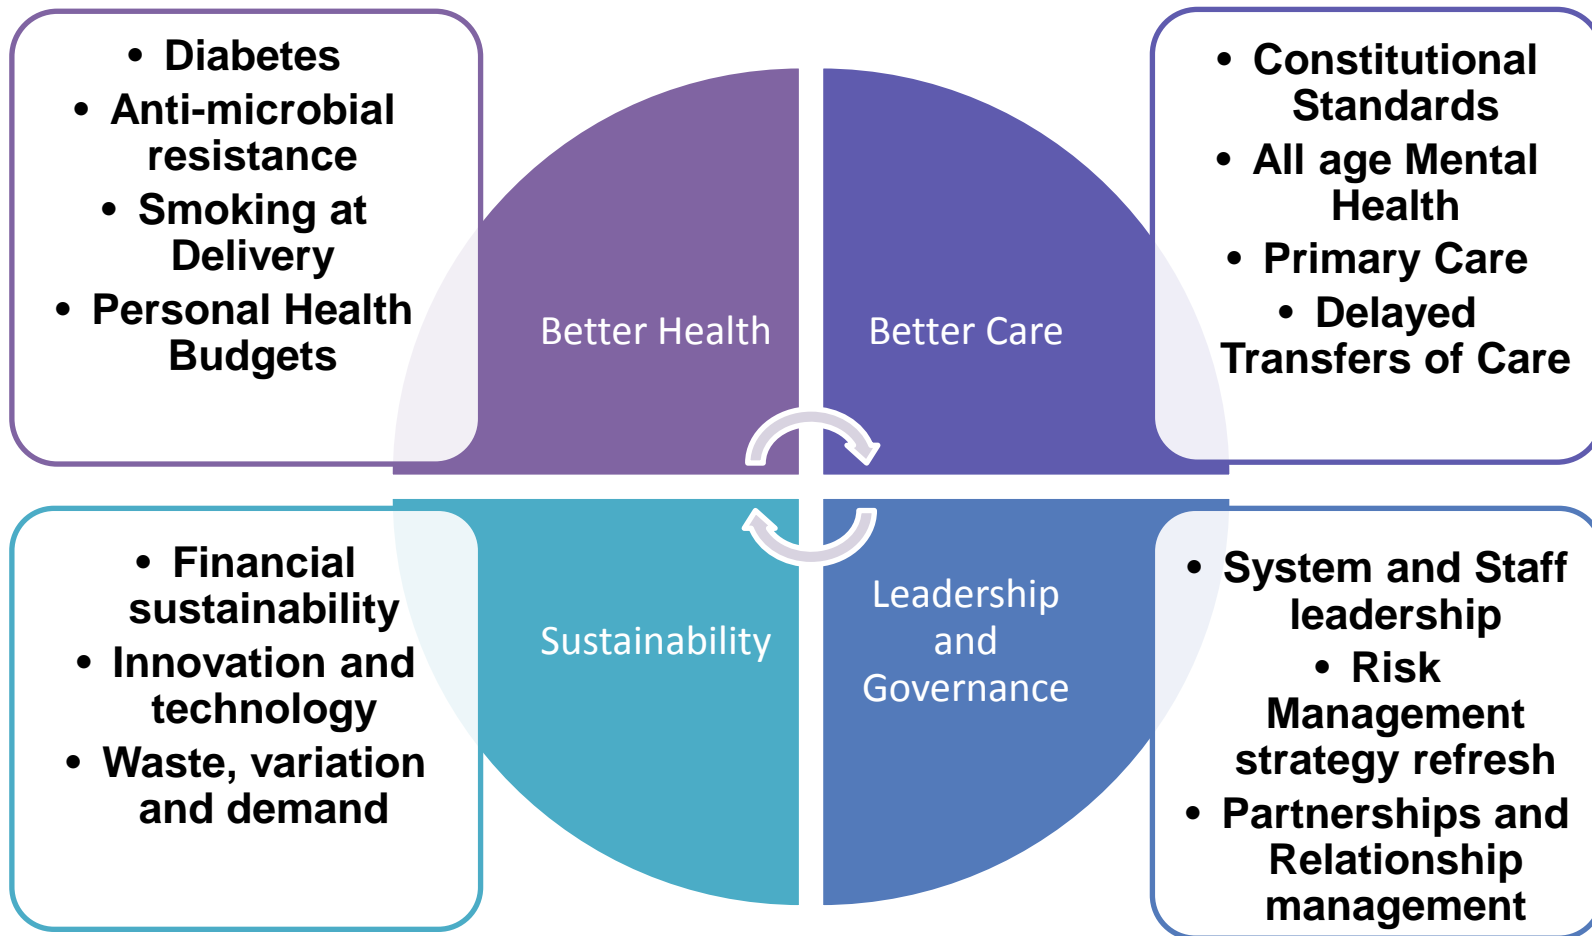 • Diabetes
• Anti-microbial
resistance
• Smoking at
Delivery
• Personal Health
Budgets
Better Health
Better Care
• Constitutional
Standards
• All age Mental
Health
• Primary Care
• Delayed
Transfers of Care
• Financial
sustainability
• Innovation and
technology
• Waste, variation
and demand
Sustainability
Leadership
and
Governance
• System and Staff
leadership
• Risk
Management
strategy refresh
• Partnerships and
Relationship
management